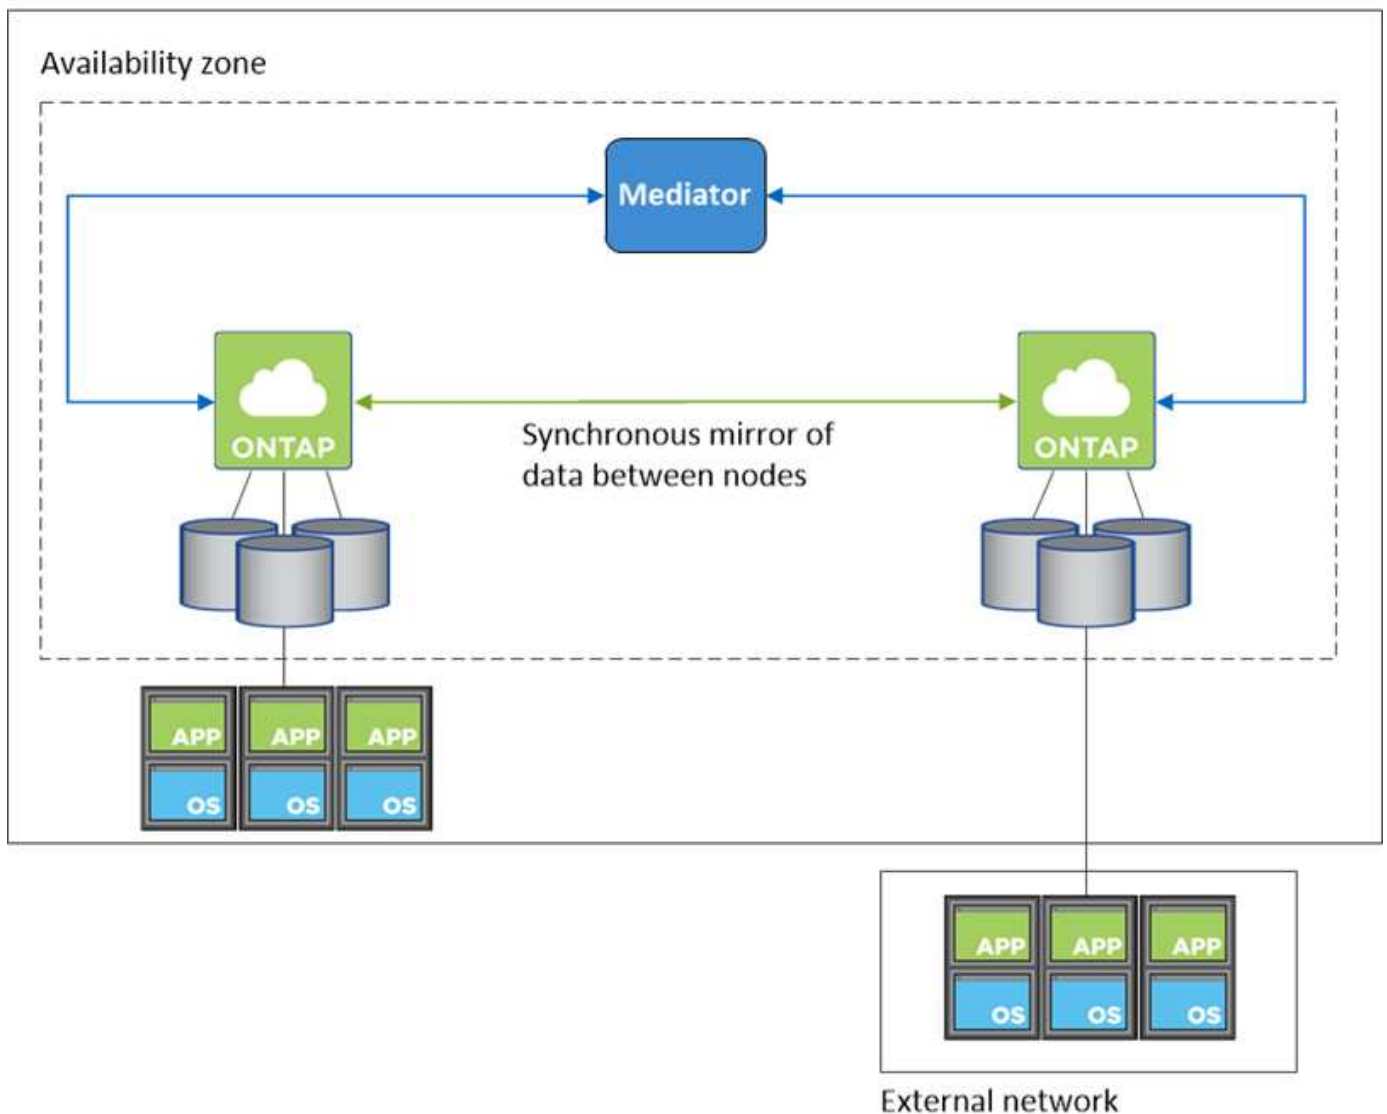 Availability zone
Mediator
ONTAP
ONTAP
Synchronous mirror of
data between nodes
APP
APP
APP
OS
OS
OS
APP
APP
APP
OS
OS
OS
External network